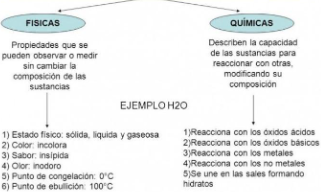 FISICAS
Propiedades que se
pueden observar o medir
sin cambiar la
composición de las
sustancias
QUÍMICAS
Describen la capacidad
de las sustancias para
reaccionar con otras,
modificando su
composición
EJEMPLO H2O
1) Estado físico: sólida, líquida y gaseosa
2) Color: incolora
3) Sabor: insípida
4) Olor: inodoro
5) Punto de congelación: 0°C
6) Punto de ebullición: 100°C
1)Reacciona con los óxidos ácidos
2)Reacciona con los óxidos básicos
3)Reacciona con los metales
4)Reacciona con los no metales
5)Se une en las sales formando
hidratos